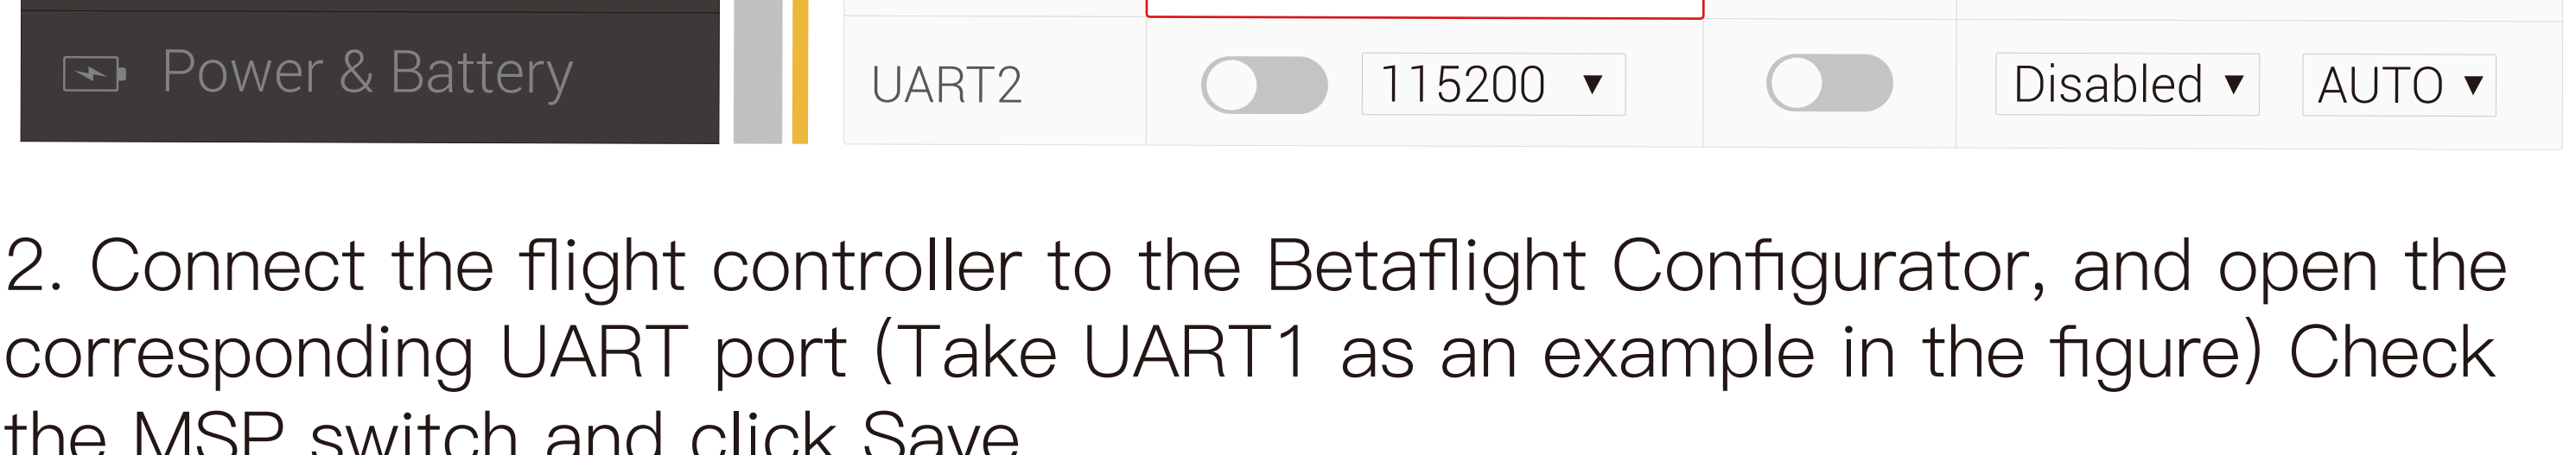 Power & Battery
UART2 115200 Disabled AUTO
2. Connect the flight controller to the Betaflight Configurator, and open the
corresponding UART port (Take UART1 as an example in the figure) Check
the MSP switch and click Save